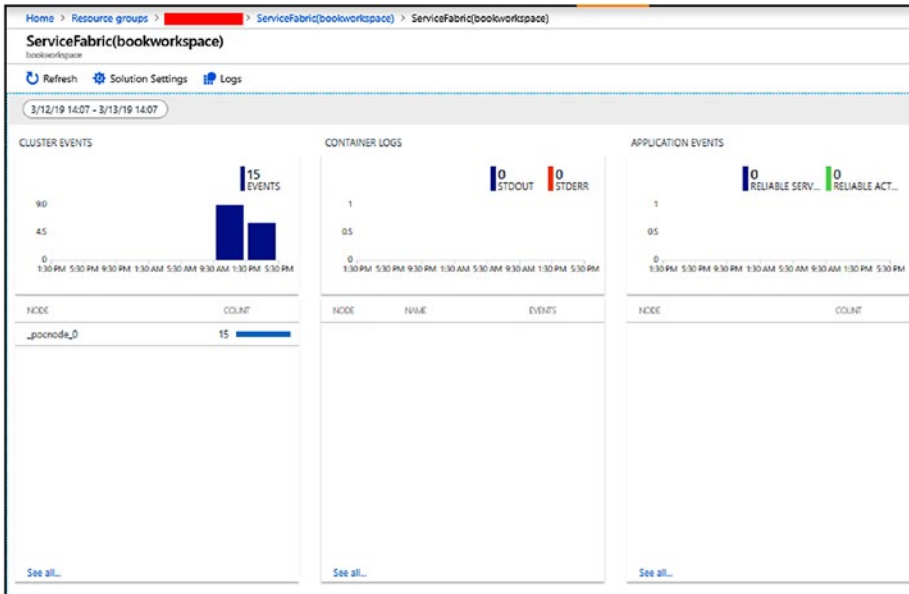 Home > Resource groups > > ServiceFabric(bookworkspace) > ServiceFabric(bookworkspace)
ServiceFabric(bookworkspace)
bookworkspace
Refresh Solution Settings Logs
3/12/19 14:07 - 3/13/19 14:07
CLUSTER EVENTS
15
EVENTS
9.0
4.5
0
1:30 PM 5:30 PM 9:30 PM 1:30 AM 5:30 AM 9:30 AM 1:30 PM 5:30 PM
NODE COUNT
_pocnode_0 15
See all...
CONTAINER LOGS
0 0
STDOUT STDERR
1
0.5
0
1:30 PM 5:30 PM 9:30 PM 1:30 AM 5:30 AM 9:30 AM 1:30 PM 5:30 PM
NODE NAME EVENTS
See all...
APPLICATION EVENTS
0 0
RELIABLE SERV... RELIABLE ACT...
1
0.5
0
1:30 PM 5:30 PM 9:30 PM 1:30 AM 5:30 AM 9:30 AM 1:30 PM 5:30 PM
NODE COUNT
See all...